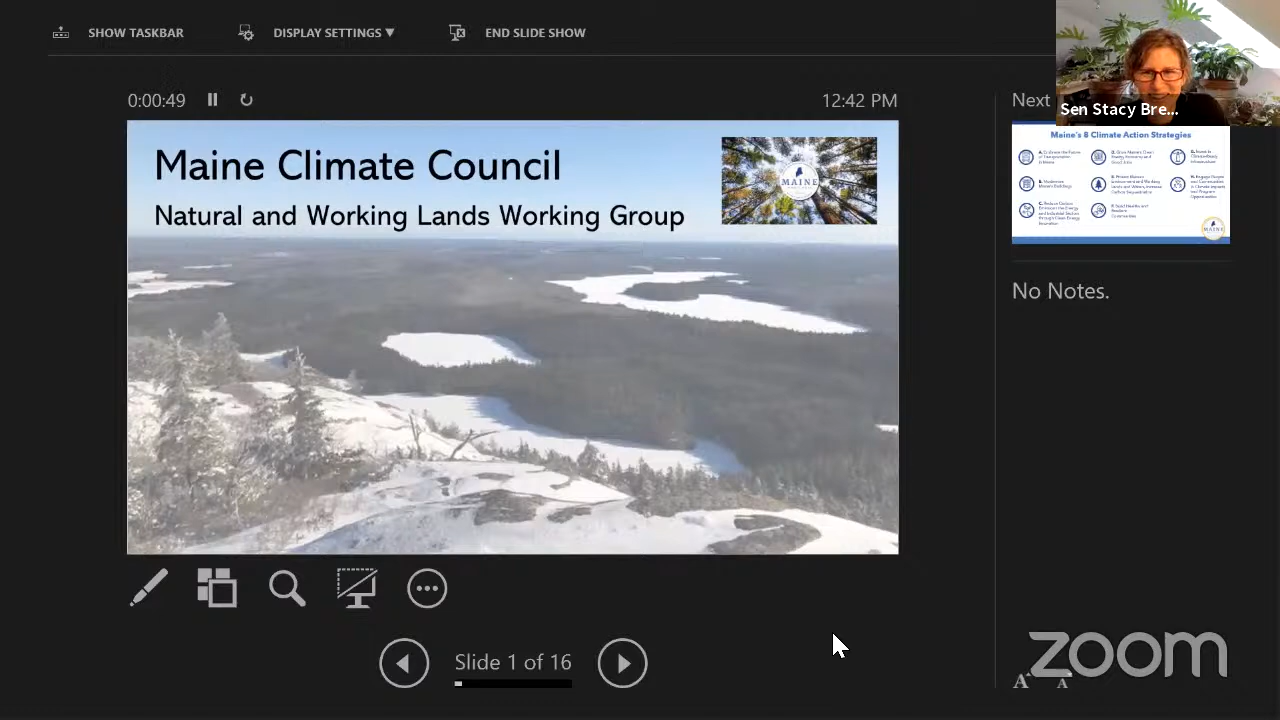 SHOW TASKBAR
DISPLAY SETTINGS ▼
END SLIDE SHOW
0:00:49
12:42 PM
Next
Sen Stacy Bre...
Maine Climate Council
Natural and Working Lands Working Group
MAINE
Maine's 8 Climate Action Strategies
MAINE
No Notes.
Slide 1 of 16
A
A
zoom